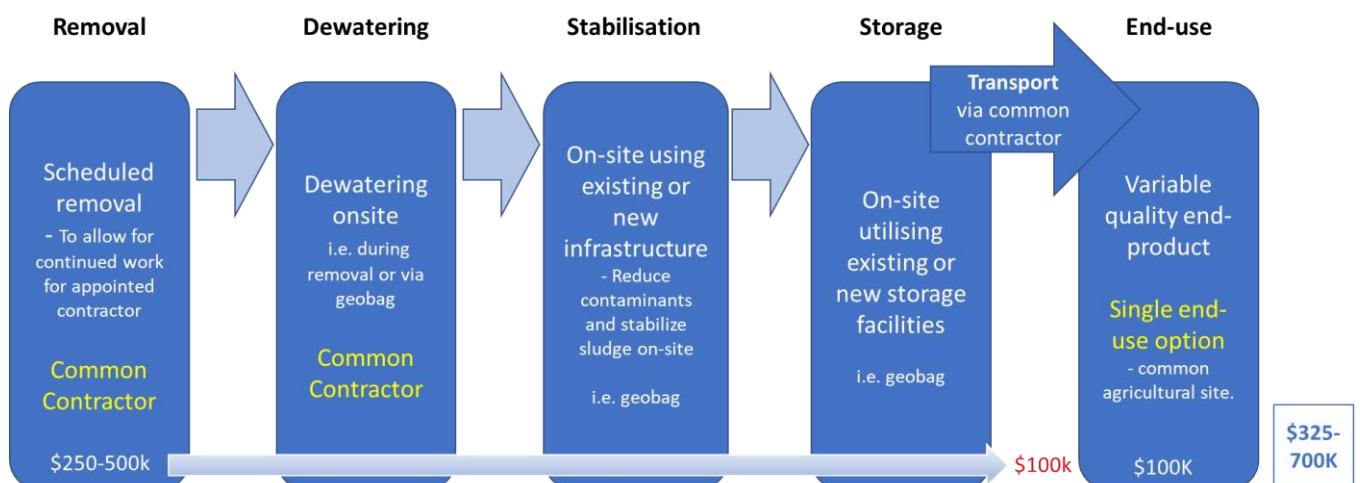 Removal
Dewatering
Stabilisation
Storage
End-use
Scheduled
removal
- To allow for
continued work
for appointed
contractor
Common
Contractor
$250-500k
Dewatering
onsite
i.e. during
removal or via
geobag
Common
Contractor
On-site using
existing or
new
infrastructure
- Reduce
contaminants
and stabilize
sludge on-site
i.e. geobag
On-site
utilising
existing or
new storage
facilities
i.e. geobag
Transport
via common
contractor
$100k
Variable
quality end-
product
Single end-
use option
- common
agricultural site.
$100K
$325-
700K